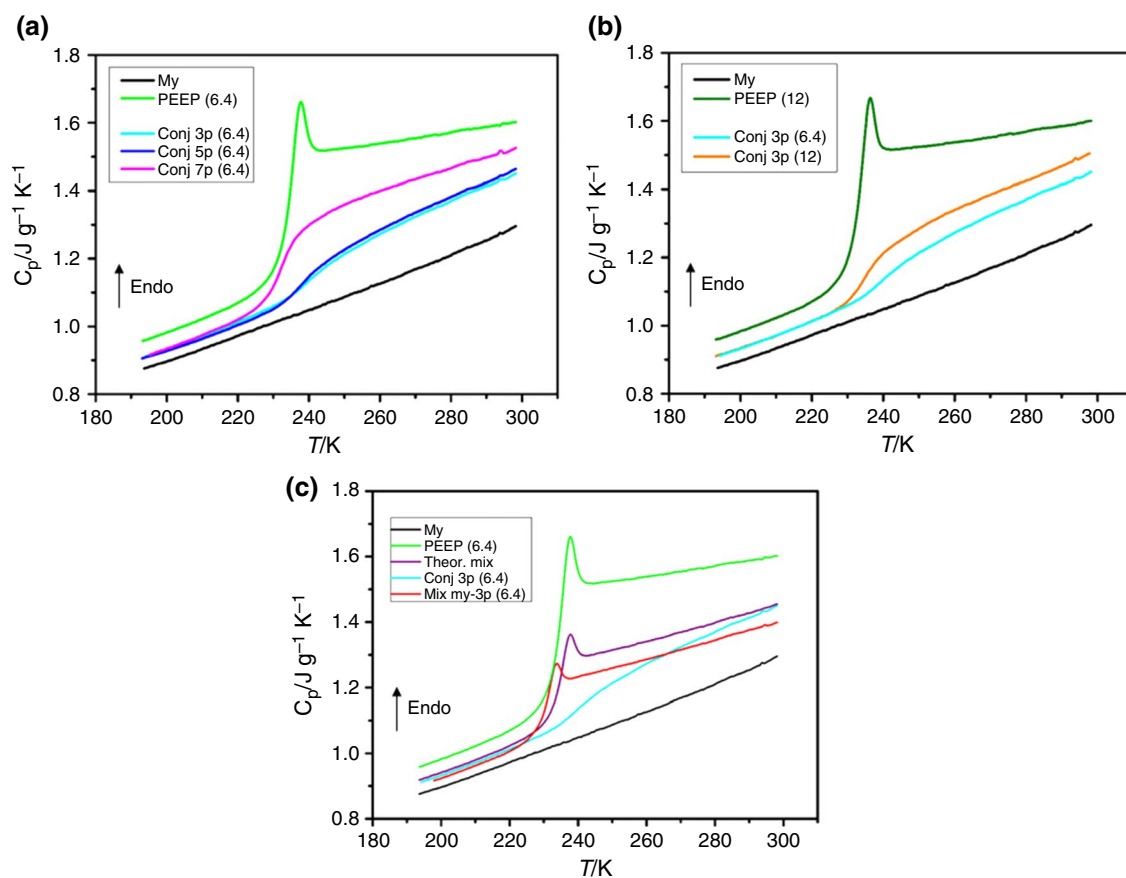 (a)
1.8
1.6
1.4
1.2
1.0
0.8
Cp/J g−1 K−1
My
PEEP (6.4)
Conj 3p (6.4)
Conj 5p (6.4)
Conj 7p (6.4)
Endo
180 200 220 240 260 280 300
T/K
(b)
1.8
1.6
1.4
1.2
1.0
0.8
Cp/J g−1 K−1
My
PEEP (12)
Conj 3p (6.4)
Conj 3p (12)
Endo
180 200 220 240 260 280 300
T/K
(c)
1.8
1.6
1.4
1.2
1.0
0.8
Cp/J g−1 K−1
My
PEEP (6.4)
Theor. mix
Conj 3p (6.4)
Mix my-3p (6.4)
Endo
180 200 220 240 260 280 300
T/K